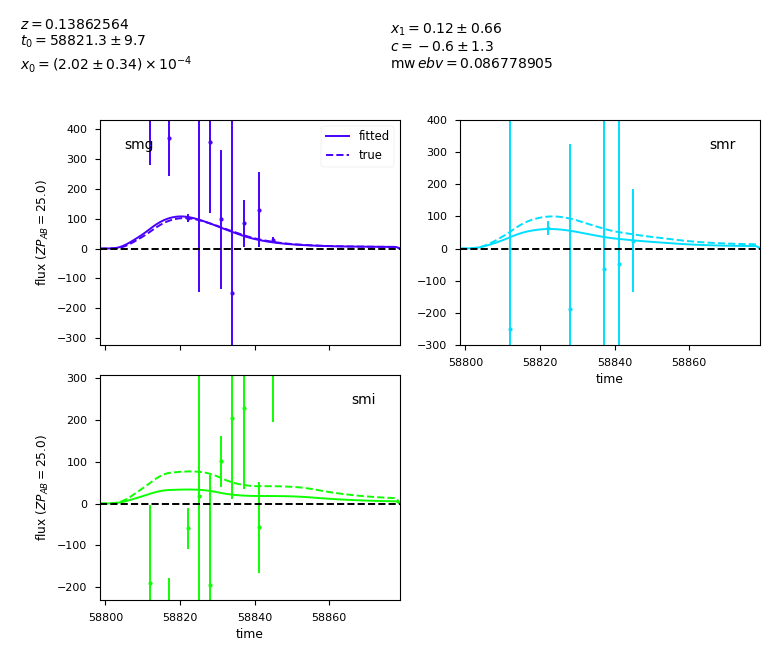 z = 0.13862564
t₀ = 58821.3 ± 9.7
x₀ = (2.02 ± 0.34) × 10⁻⁴
x₁ = 0.12 ± 0.66
c = −0.6 ± 1.3
mw ebv = 0.086778905
smg
fitted
true
400
300
200
100
0
−100
−200
−300
flux (ZP_AB = 25.0)
smr
400
300
200
100
0
−100
−200
−300
58800 58820 58840 58860
time
smi
300
200
100
0
−100
−200
flux (ZP_AB = 25.0)
58800 58820 58840 58860
time